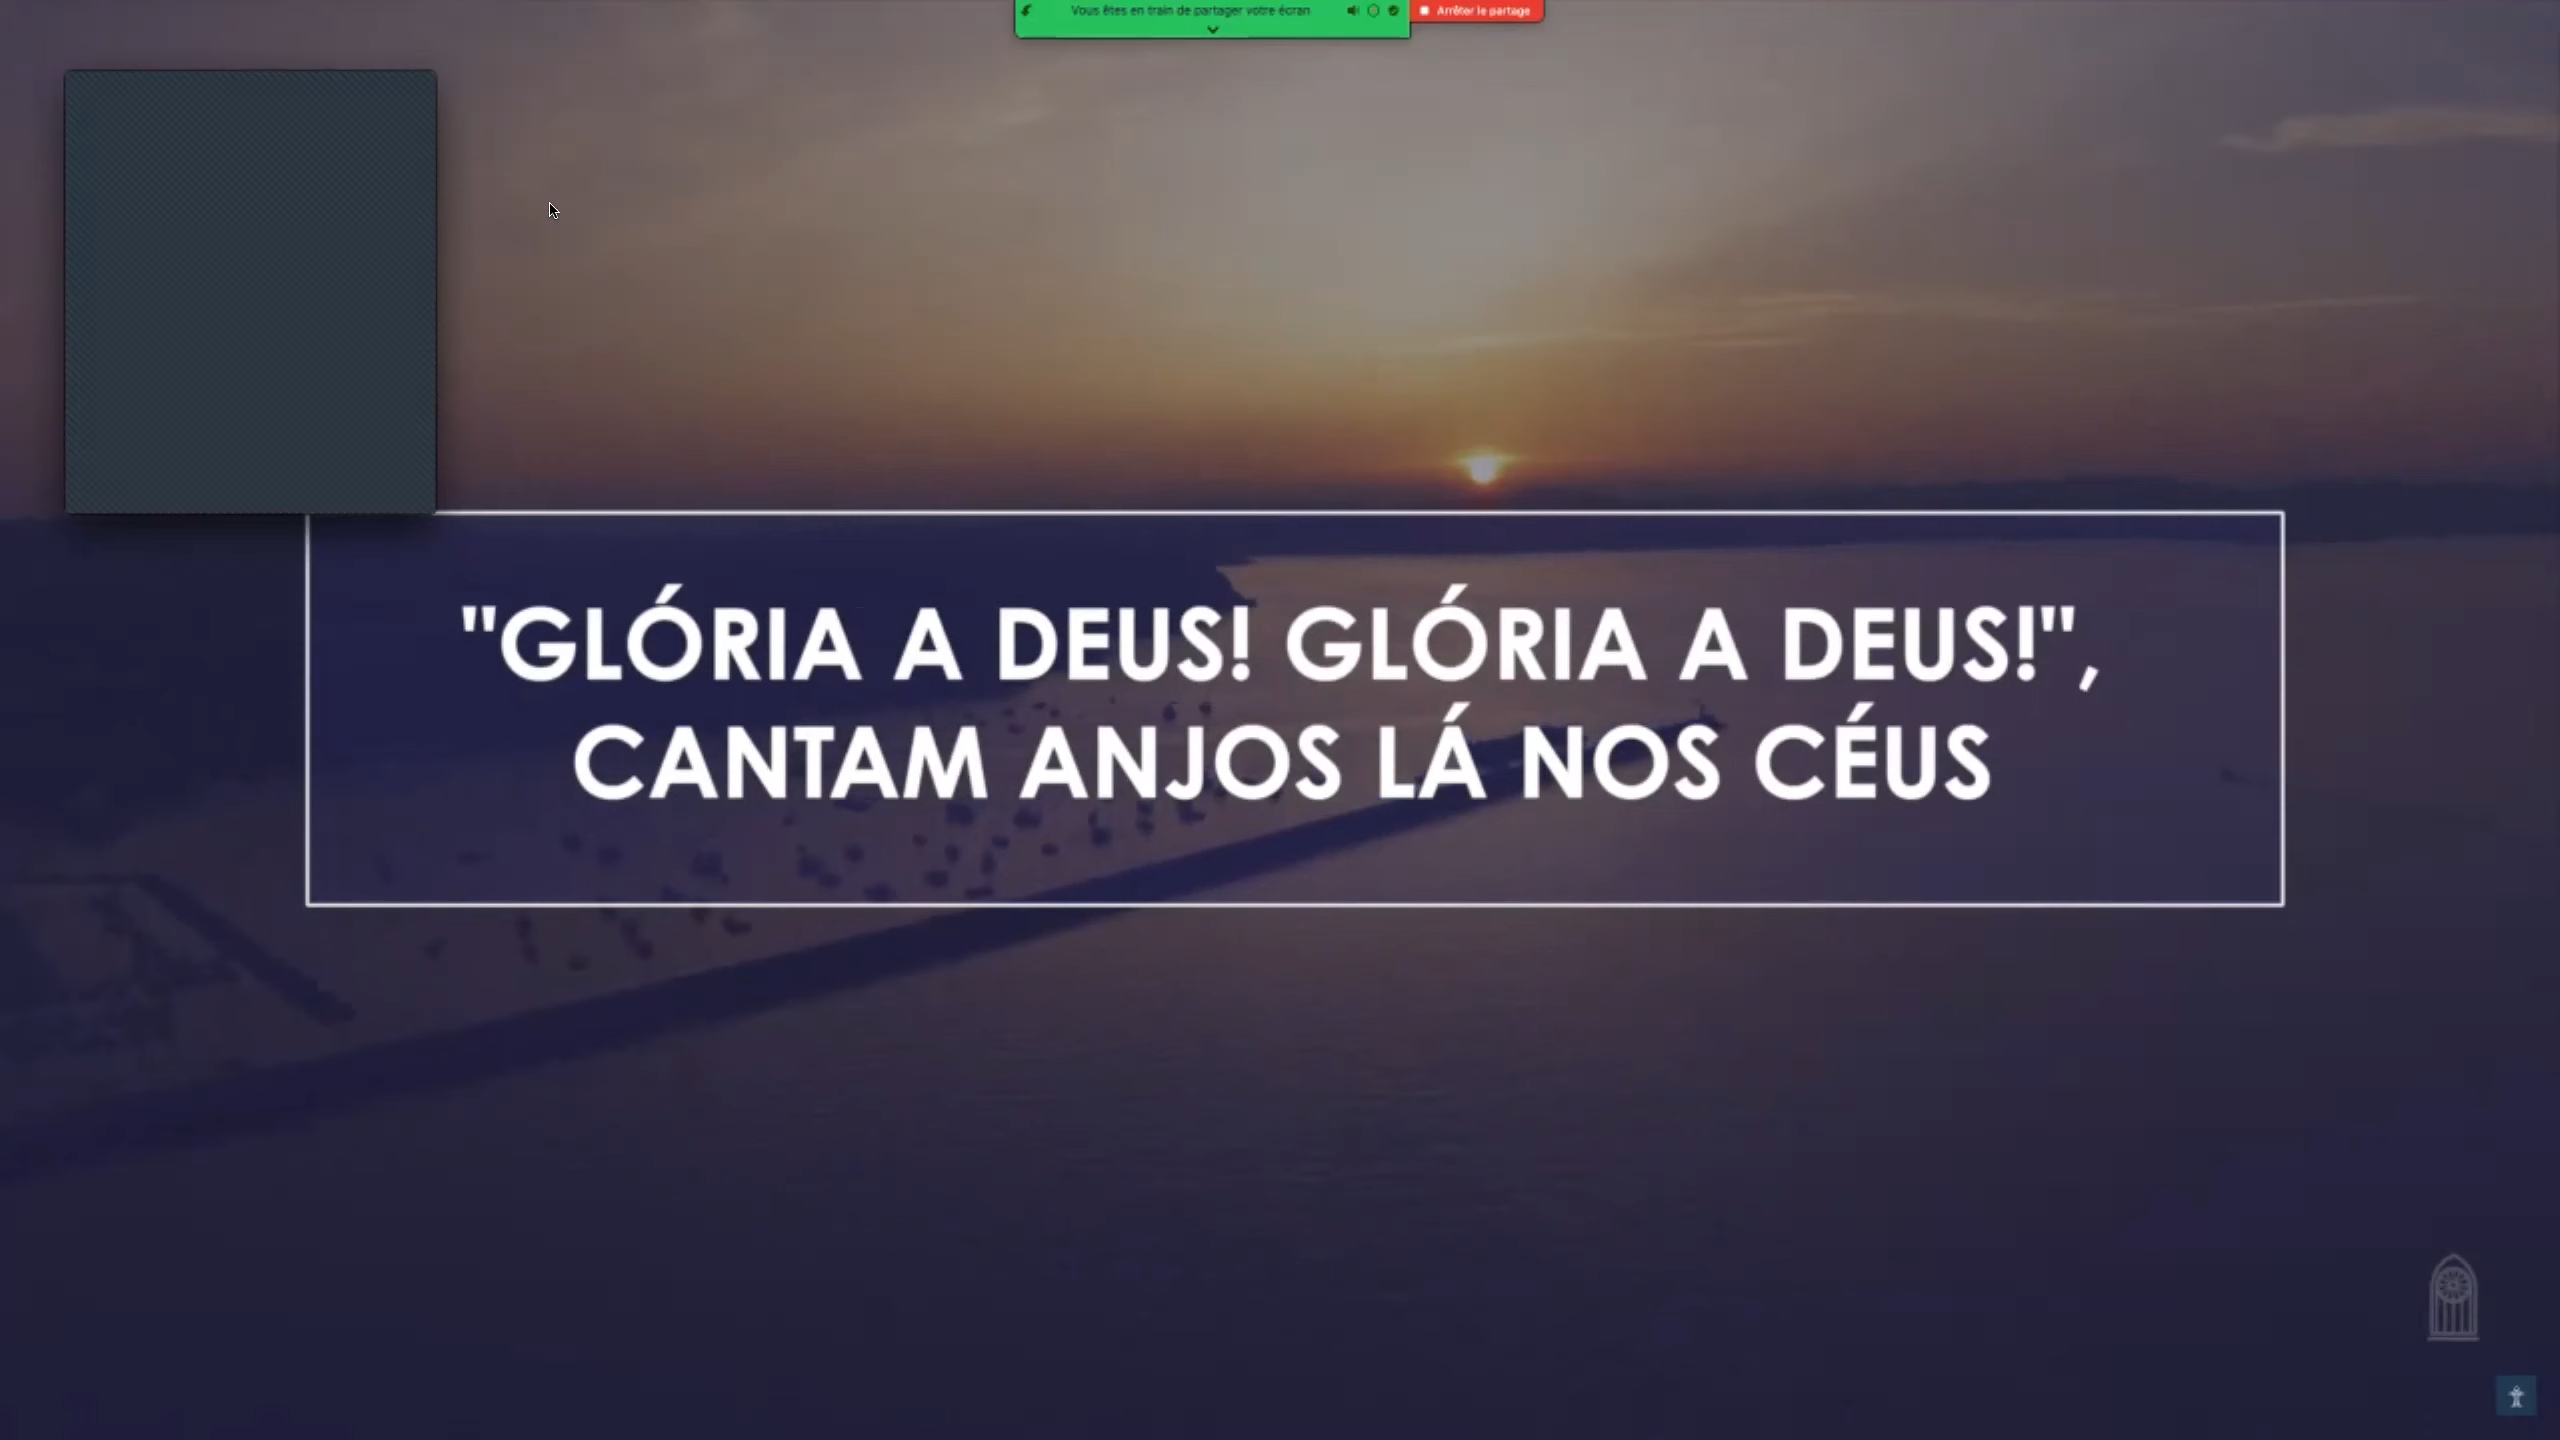 Vous êtes en train de partager votre écran
Arrêter le partage
"GLÓRIA A DEUS! GLÓRIA A DEUS!",
CANTAM ANJOS LÁ NOS CÉUS